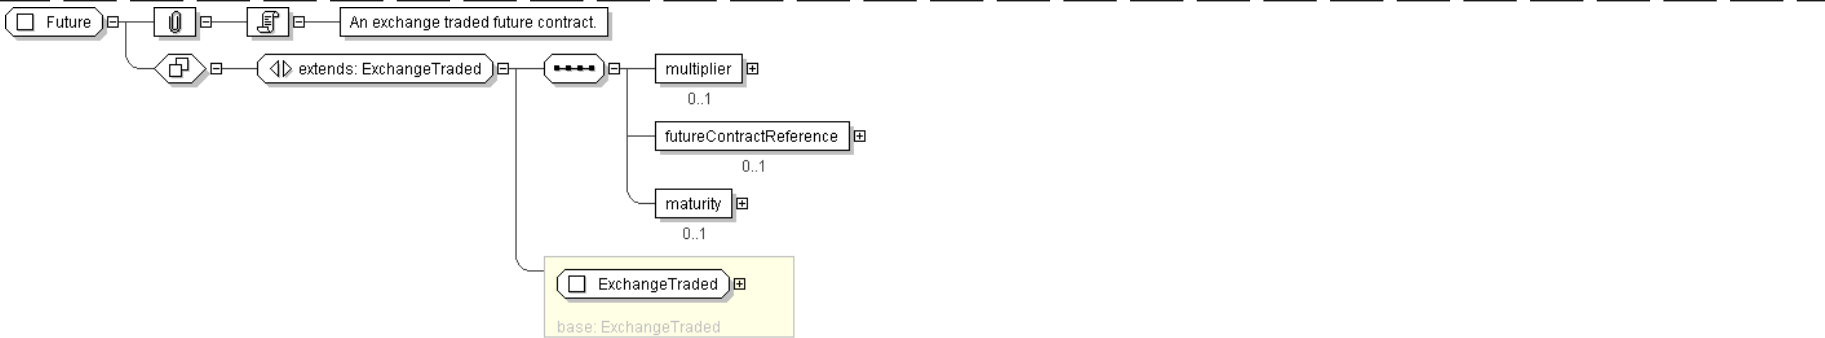 Future
An exchange traded future contract.
extends: ExchangeTraded
multiplier
0..1
futureContractReference
0..1
maturity
0..1
ExchangeTraded
base: ExchangeTraded